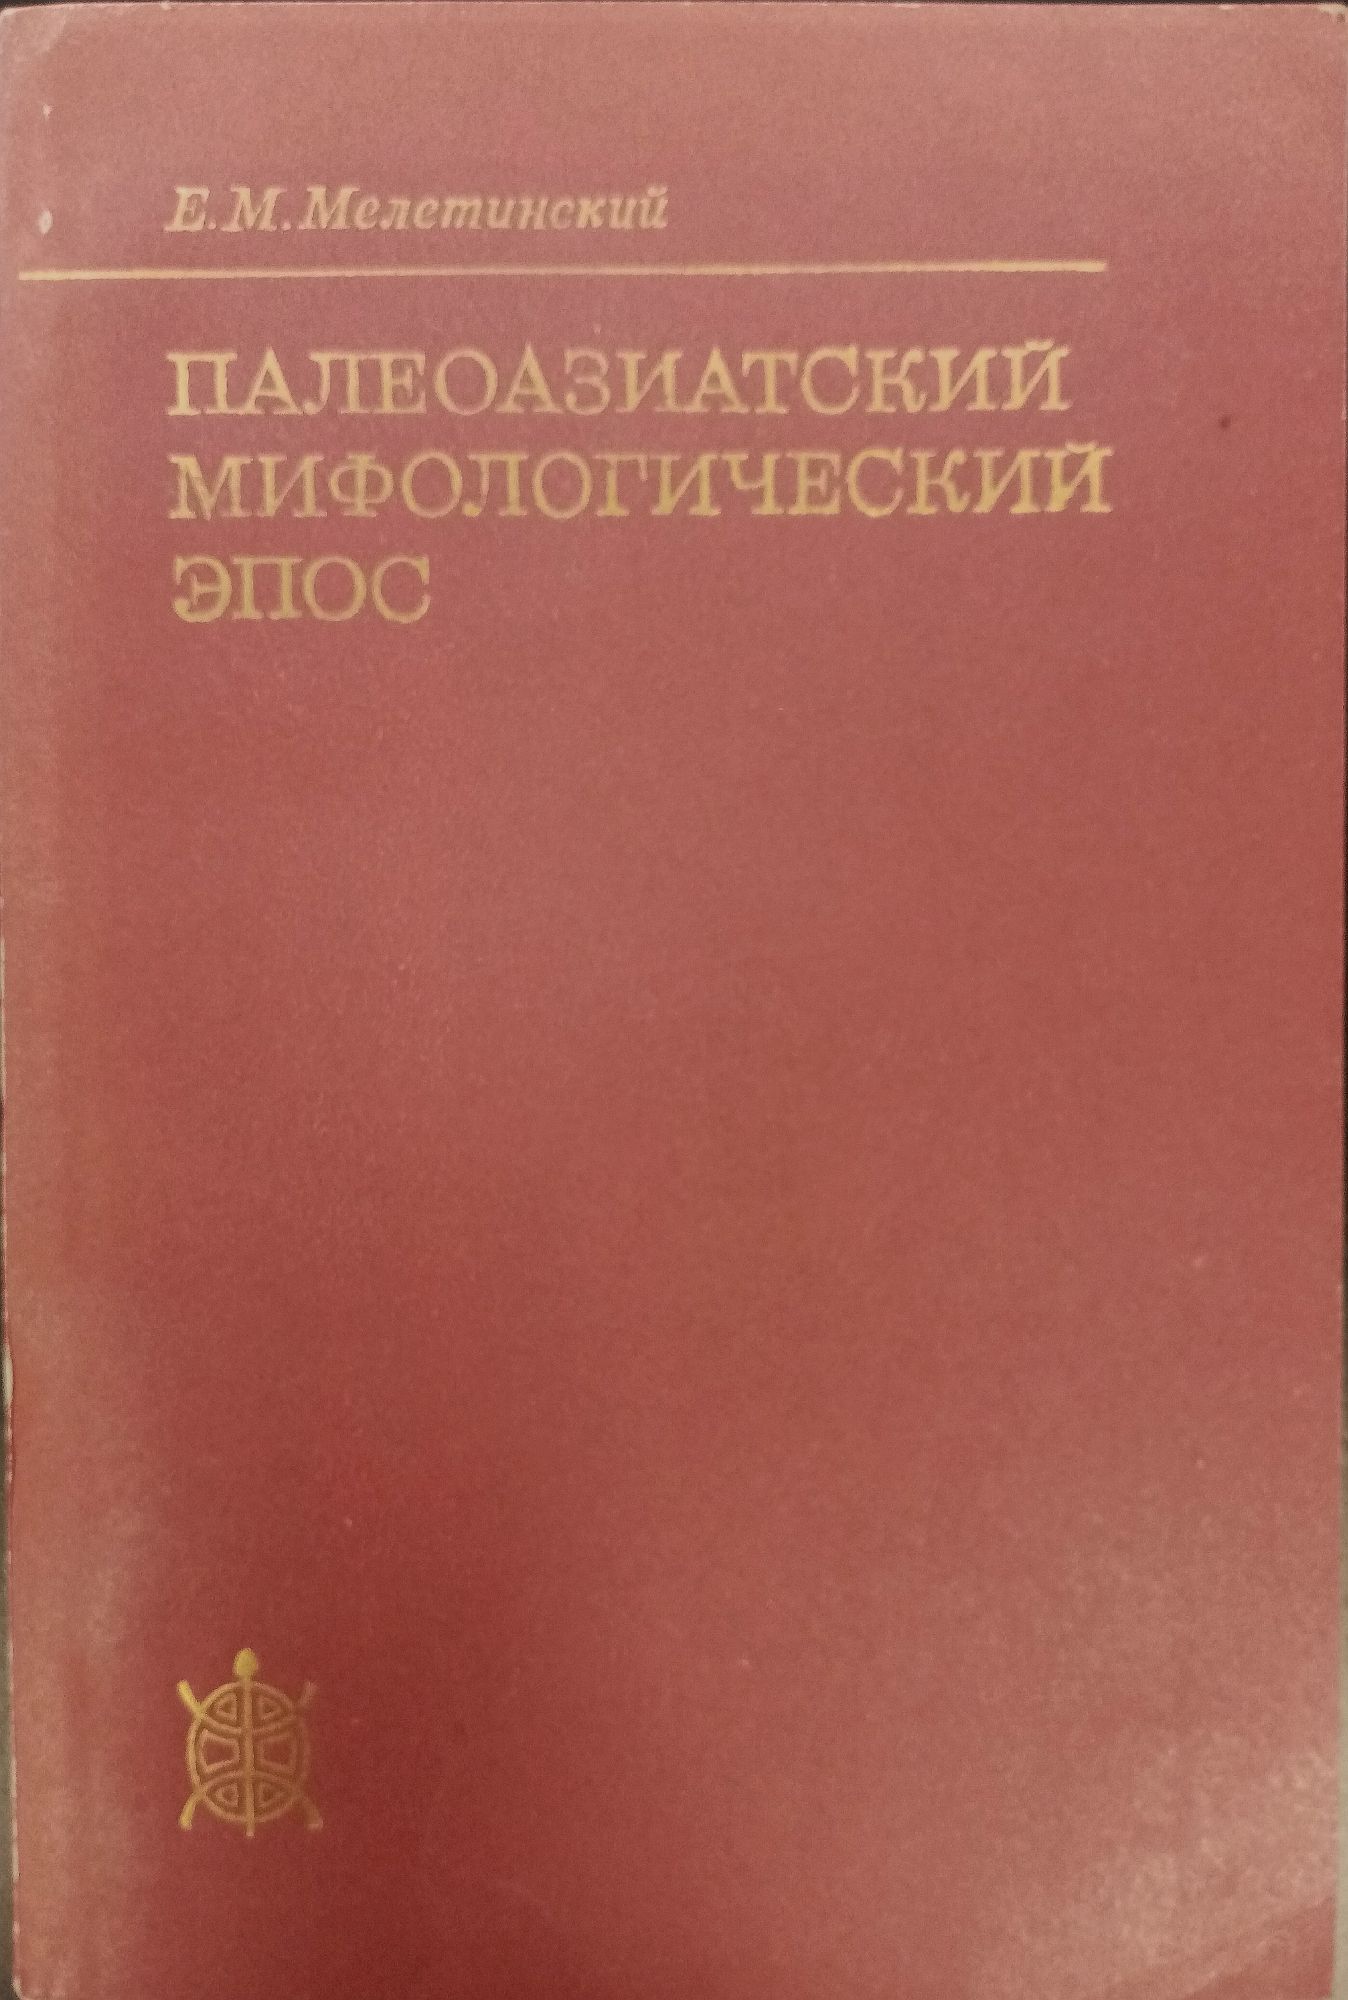 Е.М.Мелетинский
ПАЛЕОАЗИАТСКИЙ
МИФОЛОГИЧЕСКИЙ
ЭПОС